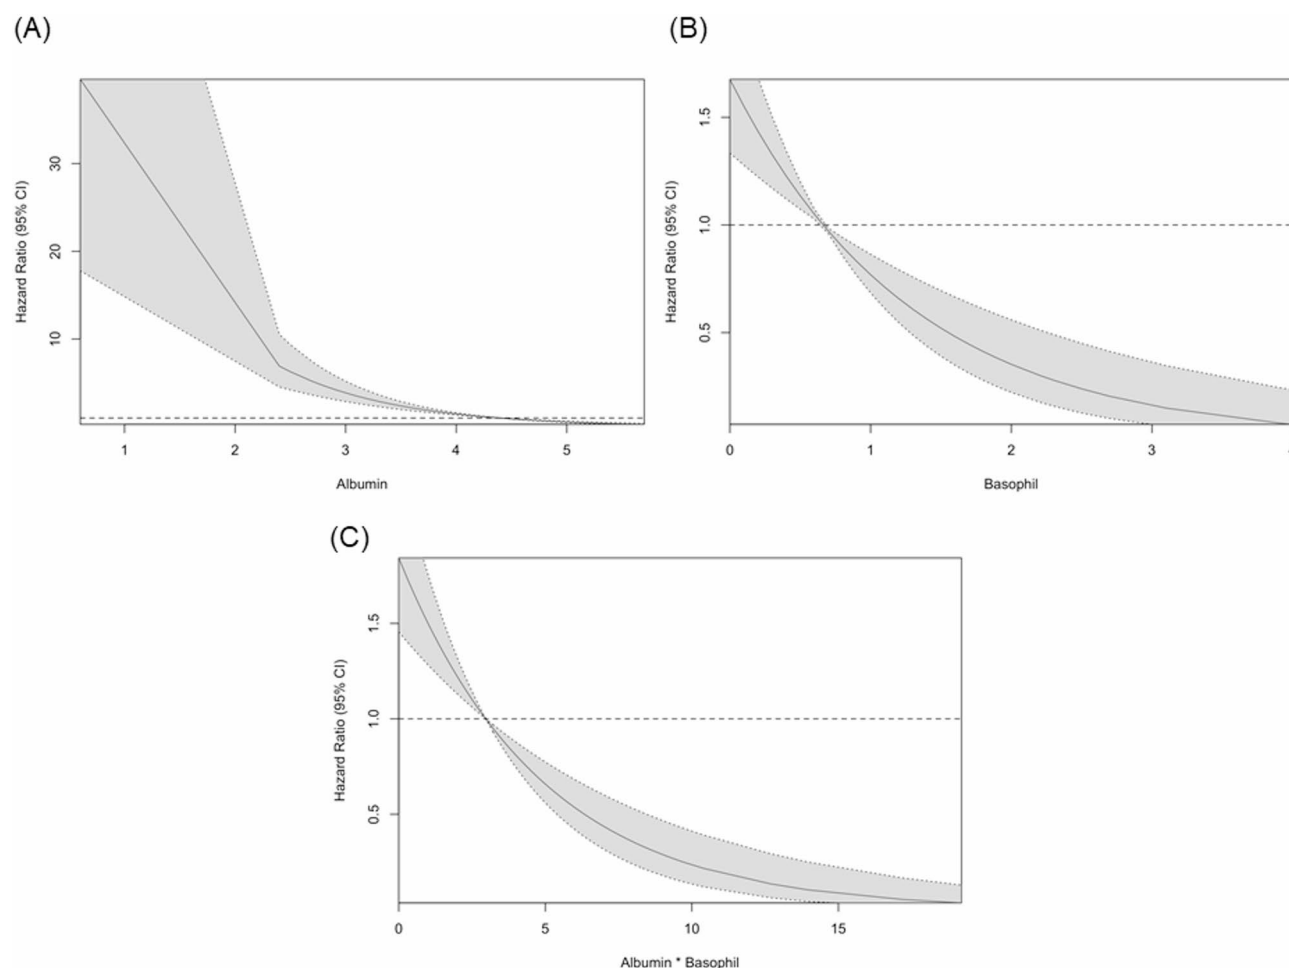 (A)
Hazard Ratio (95% CI)
30
20
10
1 2 3 4 5
Albumin
(B)
Hazard Ratio (95% CI)
1.5
1.0
0.5
0 1 2 3
Basophil
(C)
Hazard Ratio (95% CI)
1.5
1.0
0.5
0 5 10 15
Albumin * Basophil